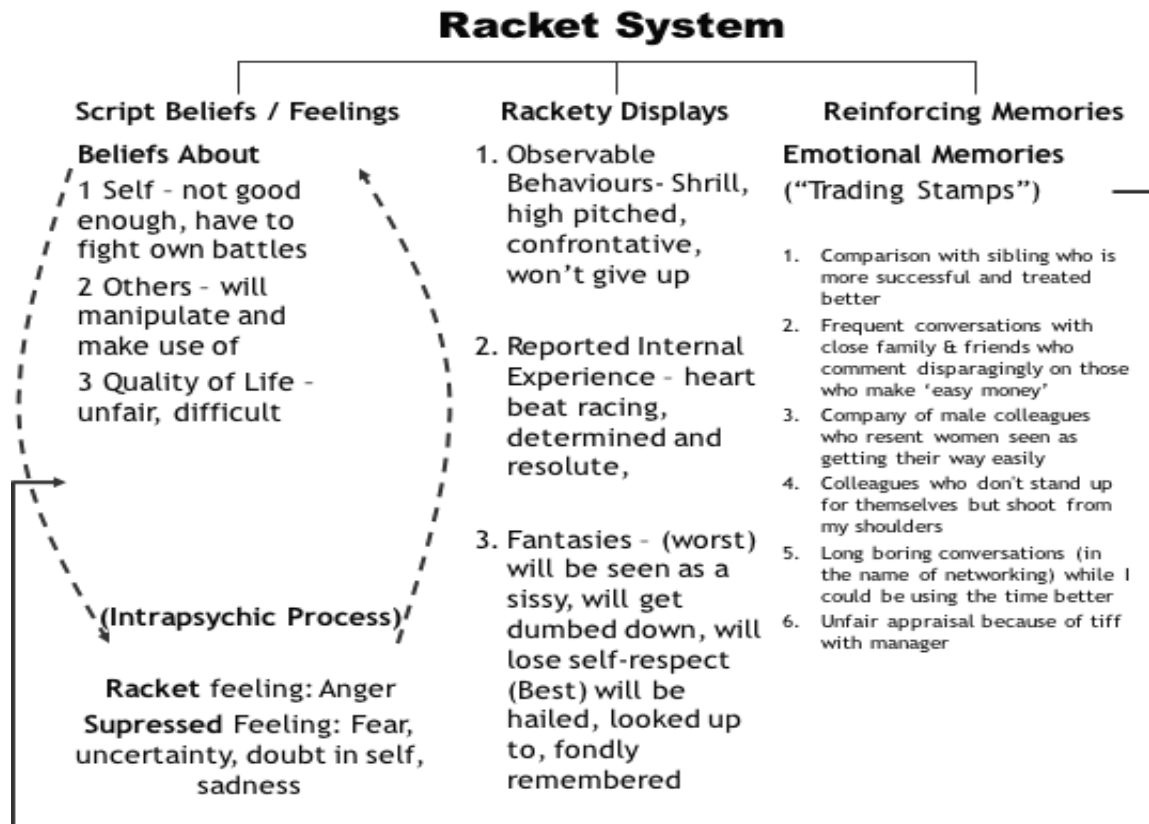 Racket System
Script Beliefs / Feelings
Beliefs About
1 Self – not good
enough, have to
fight own battles
2 Others – will
manipulate and
make use of
3 Quality of Life –
unfair, difficult
(Intrapsychic Process)
Racket feeling: Anger
Supressed Feeling: Fear,
uncertainty, doubt in self,
sadness
Rackety Displays
1. Observable
Behaviours- Shrill,
high pitched,
confrontative,
won't give up
2. Reported Internal
Experience – heart
beat racing,
determined and
resolute,
3. Fantasies – (worst)
will be seen as a
sissy, will get
dumbed down, will
lose self-respect
(Best) will be
hailed, looked up
to, fondly
remembered
Reinforcing Memories
Emotional Memories
("Trading Stamps")
1. Comparison with sibling who is
more successful and treated
better
2. Frequent conversations with
close family & friends who
comment disparagingly on those
who make 'easy money'
3. Company of male colleagues
who resent women seen as
getting their way easily
4. Colleagues who don't stand up
for themselves but shoot from
my shoulders
5. Long boring conversations (in
the name of networking) while I
could be using the time better
6. Unfair appraisal because of tiff
with manager